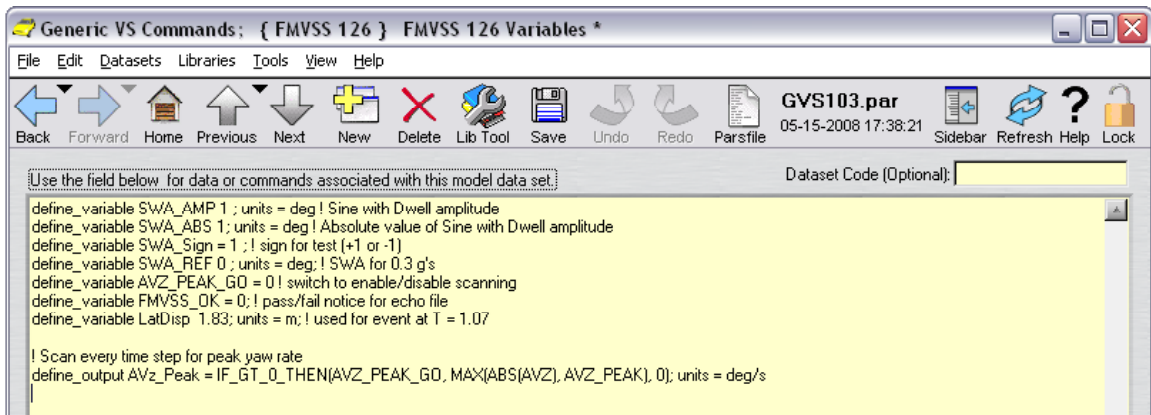 Generic VS Commands; { FMVSS 126 } FMVSS 126 Variables *
File Edit Datasets Libraries Tools View Help
Back Forward Home Previous Next New Delete Lib Tool Save Undo Redo Parsfile GVS103.par 05-15-2008 17:38:21 Sidebar Refresh Help Lock
Use the field below for data or commands associated with this model data set. Dataset Code (Optional):
define_variable SWA_AMP 1 ; units = deg ! Sine with Dwell amplitude
define_variable SWA_ABS 1; units = deg ! Absolute value of Sine with Dwell amplitude
define_variable SWA_Sign = 1 ; ! sign for test (+1 or -1)
define_variable SWA_REF 0 ; units = deg; ! SWA for 0.3 g's
define_variable AVZ_PEAK_GO = 0 ! switch to enable/disable scanning
define_variable FMVSS_OK = 0; ! pass/fail notice for echo file
define_variable LatDisp 1.83; units = m; ! used for event at T = 1.07
! Scan every time step for peak yaw rate
define_output AVz_Peak = IF_GT_0_THEN(AVZ_PEAK_GO, MAX(ABS(AVZ), AVZ_PEAK), 0); units = deg/s